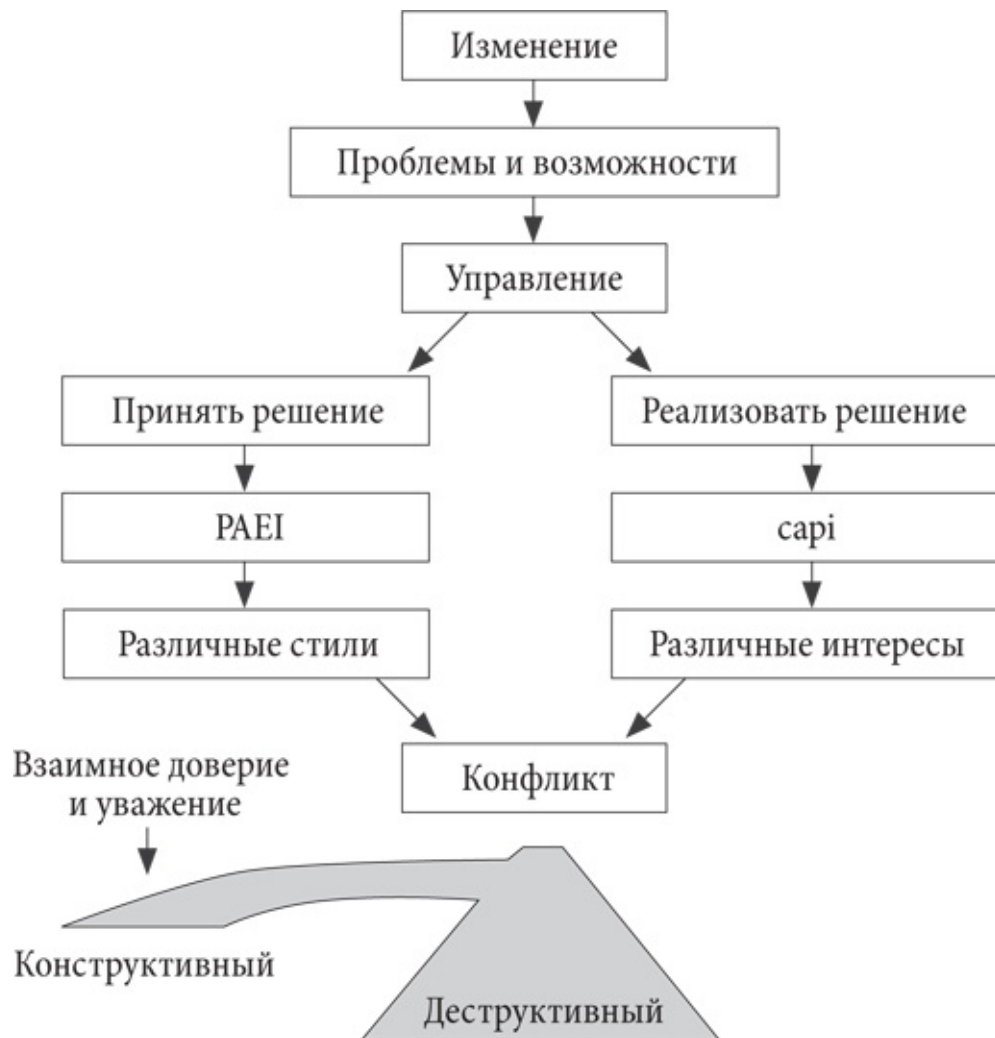 Изменение
Проблемы и возможности
Управление
Принять решение
Реализовать решение
PAEI
capi
Различные стили
Различные интересы
Взаимное доверие
и уважение
Конфликт
Конструктивный
Деструктивный